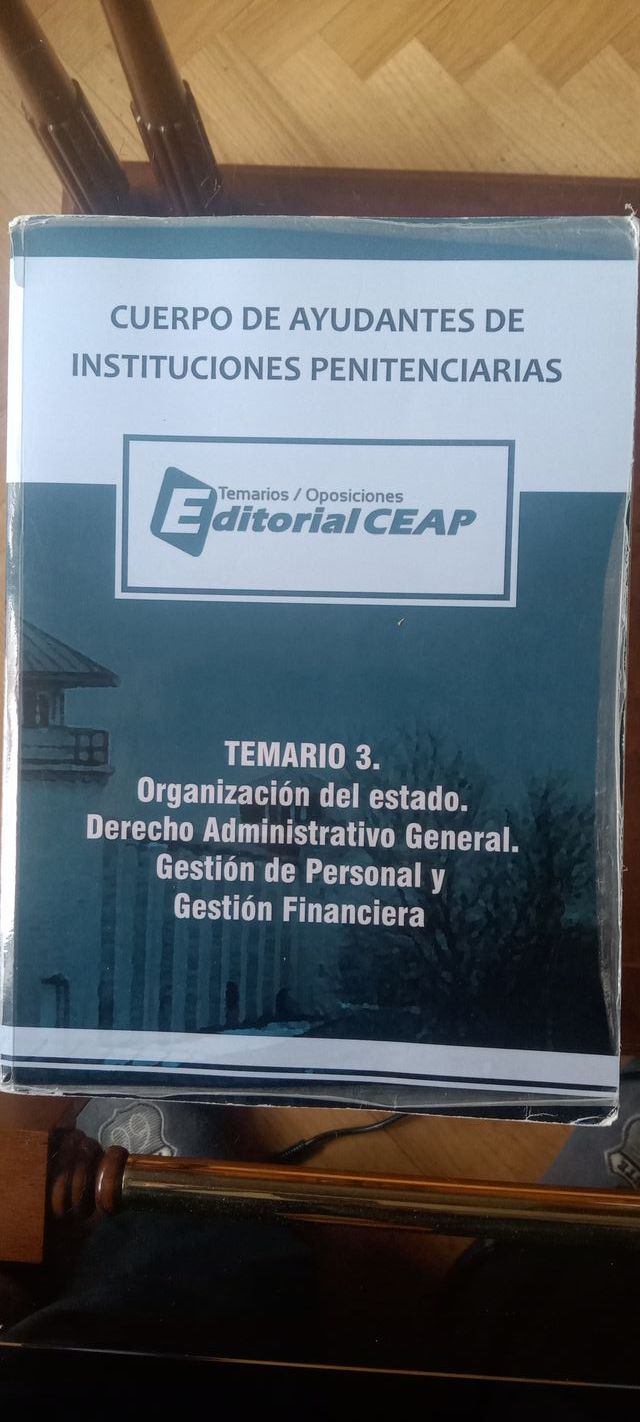 CUERPO DE AYUDANTES DE
INSTITUCIONES PENITENCIARIAS
Temarios / Oposiciones
Editorial CEAP
TEMARIO 3.
Organización del estado.
Derecho Administrativo General.
Gestión de Personal y
Gestión Financiera